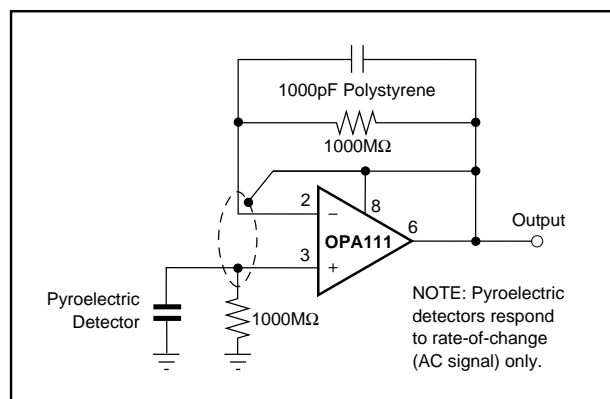 1000pF Polystyrene
1000MΩ
2
−
8
6
Output
OPA111
3
+
Pyroelectric
Detector
1000MΩ
NOTE: Pyroelectric
detectors respond
to rate-of-change
(AC signal) only.